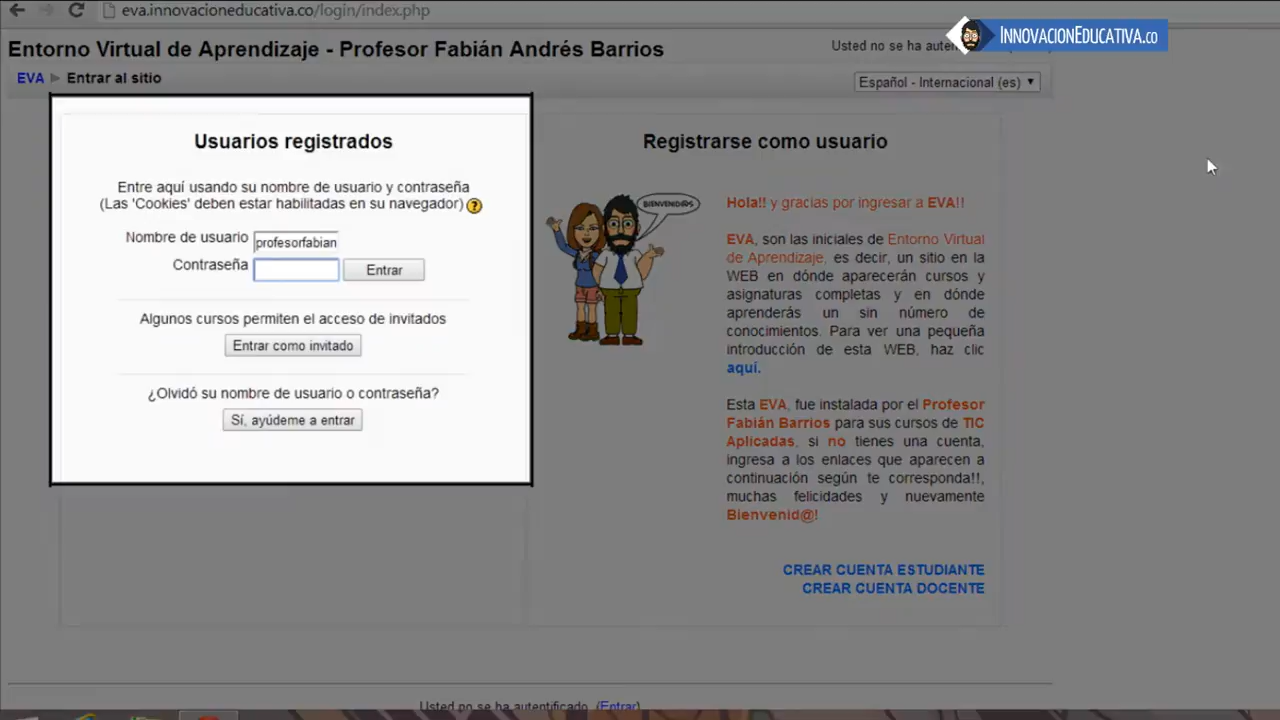 eva.innovacioneducativa.co/login/index.php
Entorno Virtual de Aprendizaje - Profesor Fabián Andrés Barrios
Usted no se ha
INNOVACIONEDUCATIVA.CO
EVA ► Entrar al sitio
Español - Internacional (es)
Usuarios registrados
Entre aquí usando su nombre de usuario y contraseña
(Las 'Cookies' deben estar habilitadas en su navegador)
Nombre de usuario profesorfabian
Contraseña Entrar
Algunos cursos permiten el acceso de invitados
Entrar como invitado
¿Olvidó su nombre de usuario o contraseña?
Sí, ayúdeme a entrar
Registrarse como usuario
BIENVENID@S
Hola!! y gracias por ingresar a EVA!!
EVA, son las iniciales de Entorno Virtual
de Aprendizaje, es decir, un sitio en la
WEB en dónde aparecerán cursos y
asignaturas completas y en dónde
aprenderás un sin número de
conocimientos. Para ver una pequeña
introducción de esta WEB, haz clic
aquí.
Esta EVA, fue instalada por el Profesor
Fabián Barrios para sus cursos de TIC
Aplicadas, si no tienes una cuenta,
ingresa a los enlaces que aparecen a
continuación según te corresponda!!,
muchas felicidades y nuevamente
Bienvenid@!
CREAR CUENTA ESTUDIANTE
CREAR CUENTA DOCENTE
Usted no se ha autentificado. (Entrar)